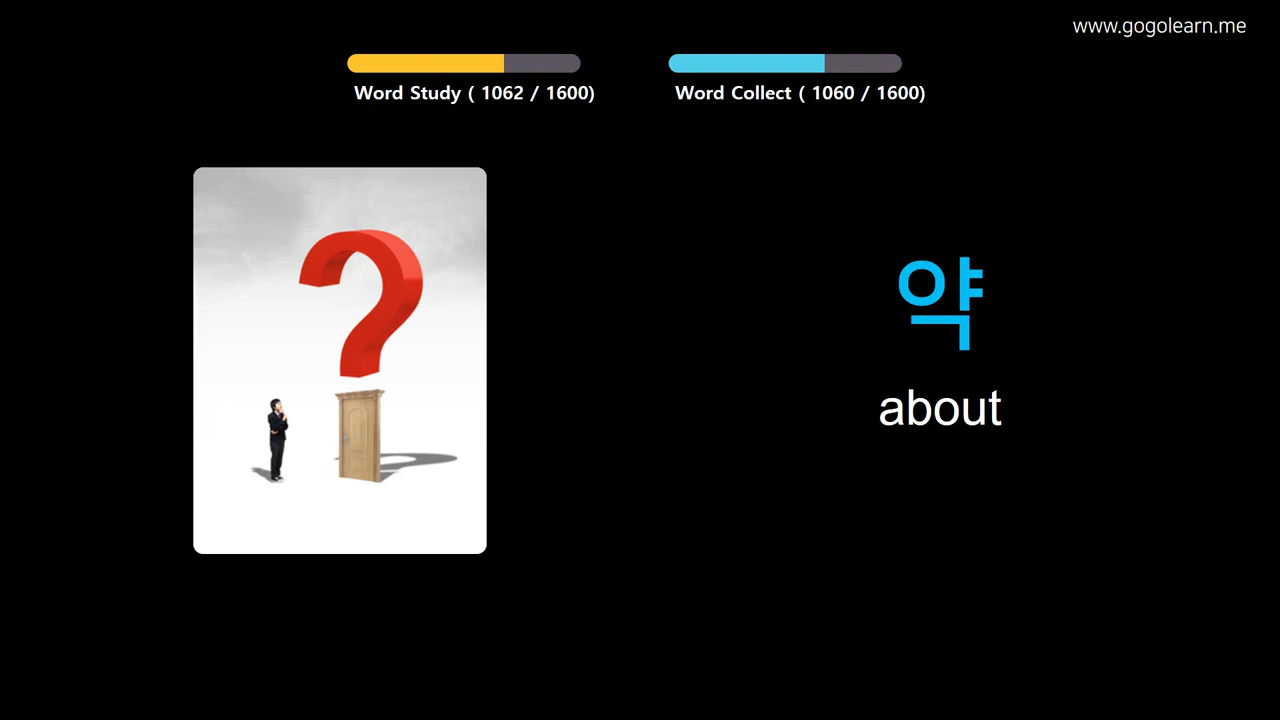 www.gogolearn.me
Word Study ( 1062 / 1600)
Word Collect ( 1060 / 1600)
?
약
about